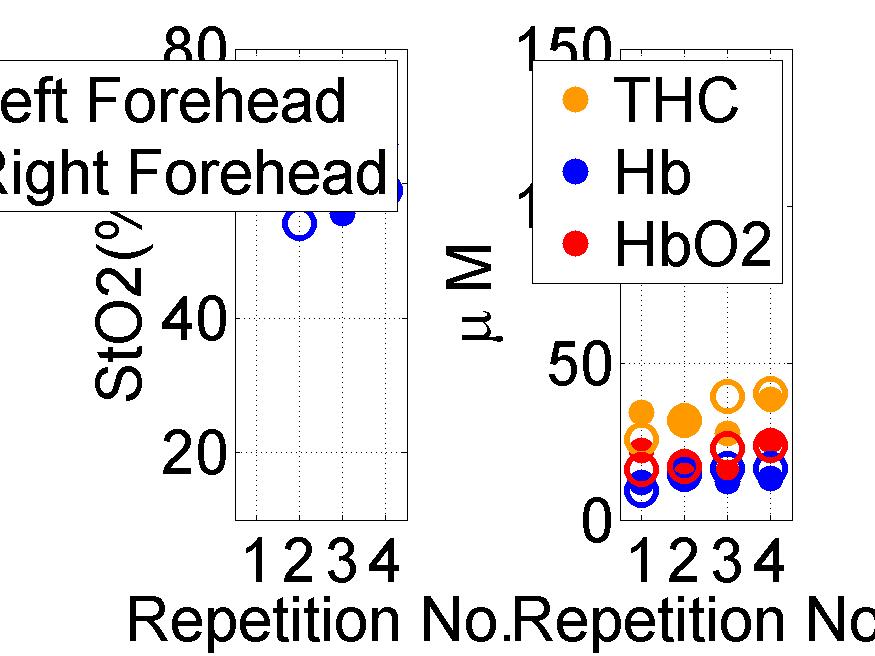 80
eft Forehead
Right Forehead
StO2(%
40
20
1 2 3 4
Repetition No.
150
THC
Hb
HbO2
μ M
50
0
1 2 3 4
Repetition No